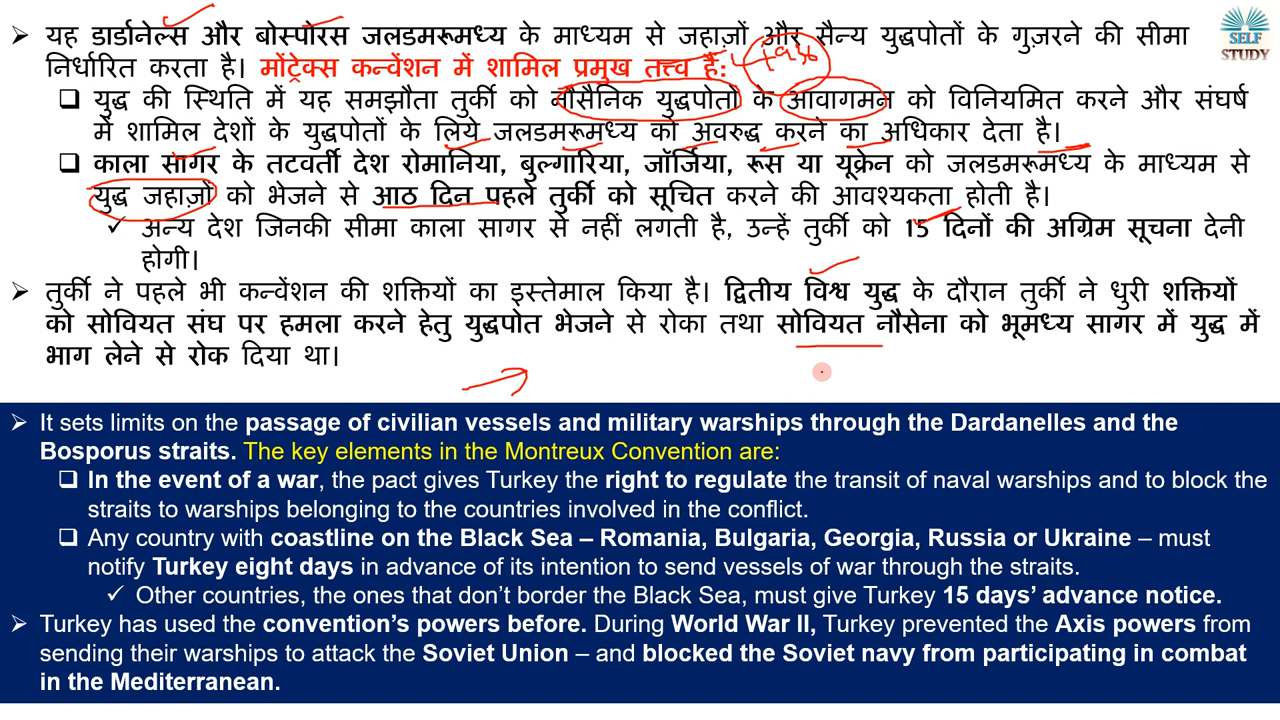 ➢ यह डार्डानेल्स और बोस्पोरस जलडमरूमध्य के माध्यम से जहाज़ों और सैन्य युद्धपोतों के गुज़रने की सीमा
निर्धारित करता है। मोंट्रेक्स कन्वेंशन में शामिल प्रमुख तत्त्व हैं: 1936
SELF
STUDY
❑ युद्ध की स्थिति में यह समझौता तुर्की को नौसैनिक युद्धपोतों के आवागमन को विनियमित करने और संघर्ष
में शामिल देशों के युद्धपोतों के लिये जलडमरूमध्य को अवरुद्ध करने का अधिकार देता है।
❑ काला सागर के तटवर्ती देश रोमानिया, बुल्गारिया, जॉर्जिया, रूस या यूक्रेन को जलडमरूमध्य के माध्यम से
युद्ध जहाज़ों को भेजने से आठ दिन पहले तुर्की को सूचित करने की आवश्यकता होती है।
✓ अन्य देश जिनकी सीमा काला सागर से नहीं लगती है, उन्हें तुर्की को 15 दिनों की अग्रिम सूचना देनी
होगी।
➢ तुर्की ने पहले भी कन्वेंशन की शक्तियों का इस्तेमाल किया है। द्वितीय विश्व युद्ध के दौरान तुर्की ने धुरी शक्तियों
को सोवियत संघ पर हमला करने हेतु युद्धपोत भेजने से रोका तथा सोवियत नौसेना को भूमध्य सागर में युद्ध में
भाग लेने से रोक दिया था।
➢ It sets limits on the passage of civilian vessels and military warships through the Dardanelles and the
Bosporus straits. The key elements in the Montreux Convention are:
❑ In the event of a war, the pact gives Turkey the right to regulate the transit of naval warships and to block the
straits to warships belonging to the countries involved in the conflict.
❑ Any country with coastline on the Black Sea – Romania, Bulgaria, Georgia, Russia or Ukraine – must
notify Turkey eight days in advance of its intention to send vessels of war through the straits.
✓ Other countries, the ones that don't border the Black Sea, must give Turkey 15 days' advance notice.
➢ Turkey has used the convention's powers before. During World War II, Turkey prevented the Axis powers from
sending their warships to attack the Soviet Union – and blocked the Soviet navy from participating in combat
in the Mediterranean.